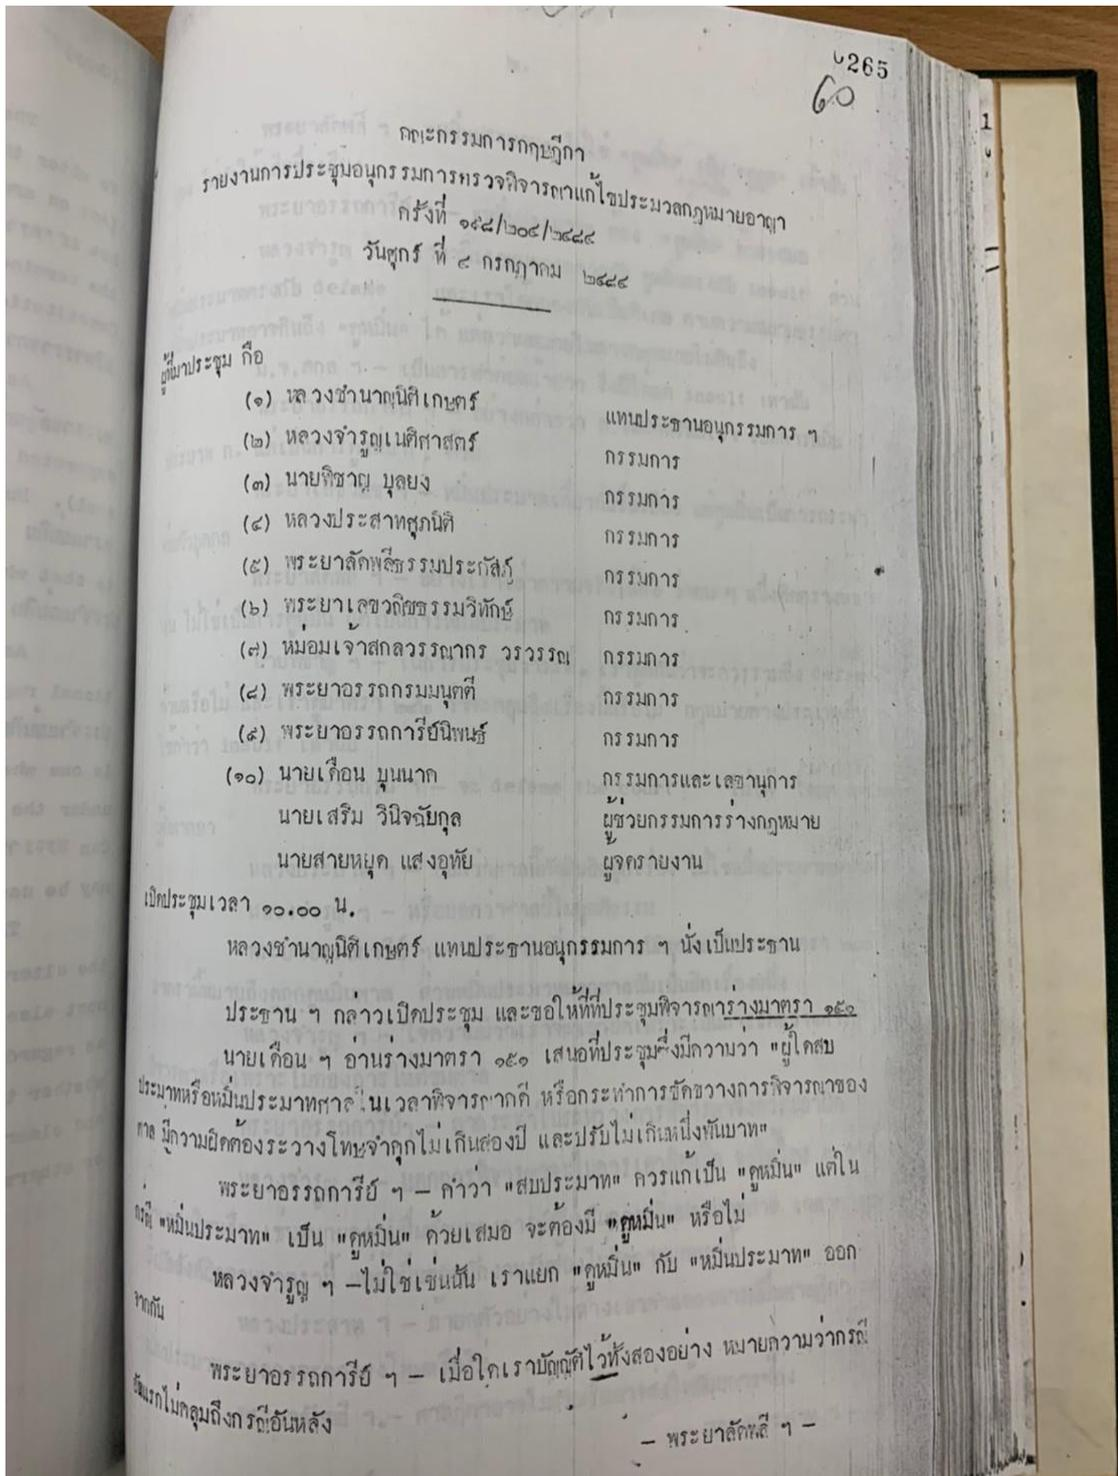 265
60
คณะกรรมการกฤษฎีกา
รายงานการประชุมอนุกรรมการตรวจพิจารณาแก้ไขประมวลกฎหมายอาญา
ครั้งที่ ๑๙๘/๒๐๔/๒๔๘๔
วันศุกร์ ที่ ๔ กรกฎาคม ๒๔๘๔
ผู้ที่มาประชุม คือ
(๑) หลวงชำนาญนิติเกษตร์ แทนประธานอนุกรรมการ ฯ
(๒) หลวงจำรูญเนติศาสตร์ กรรมการ
(๓) นายพิชาญ บุลยง กรรมการ
(๔) หลวงประสาทศุภนิติ กรรมการ
(๕) พระยาลัดพลีธรรมประคัลภ์ กรรมการ
(๖) พระยาเลขวณิชธรรมวิทักษ์ กรรมการ
(๗) หม่อมเจ้าสกลวรรณากร วรวรรณ กรรมการ
(๘) พระยาอรรถกรมมนุตตี กรรมการ
(๙) พระยาอรรถการีย์นิพนธ์ กรรมการ
(๑๐) นายเดือน บุนนาค กรรมการและเลขานุการ
นายเสริม วินิจฉัยกุล ผู้ช่วยกรรมการร่างกฎหมาย
นายสายหยุด แสงอุทัย ผู้จดรายงาน
เปิดประชุมเวลา ๑๐.๐๐ น.
หลวงชำนาญนิติเกษตร์ แทนประธานอนุกรรมการ ฯ นั่งเป็นประธาน
ประธาน ฯ กล่าวเปิดประชุม และขอให้ที่ที่ประชุมพิจารณาร่างมาตรา ๑๕๑
นายเดือน ฯ อ่านร่างมาตรา ๑๕๑ เสนอที่ประชุมซึ่งมีความว่า "ผู้ใดสบ
ประมาทหรือหมิ่นประมาทศาลในเวลาพิจารณาคดี หรือกระทำการขัดขวางการพิจารณาของ
ศาล มีความผิดต้องระวางโทษจำคุกไม่เกินสองปี และปรับไม่เกินหนึ่งพันบาท"
พระยาอรรถการีย์ ฯ – คำว่า "สบประมาท" ควรแก้เป็น "ดูหมิ่น" แต่ใน
กรณี "หมิ่นประมาท" เป็น "ดูหมิ่น" ด้วยเสมอ จะต้องมี "ดูหมิ่น" หรือไม่
หลวงจำรูญ ฯ –ไม่ใช่เช่นนั้น เราแยก "ดูหมิ่น" กับ "หมิ่นประมาท" ออก
จากกัน
พระยาอรรถการีย์ ฯ – เมื่อใดเราบัญญัติไว้ทั้งสองอย่าง หมายความว่ากรณี
อันแรกไม่คลุมถึงกรณีอันหลัง
– พระยาลัดพลี ฯ –